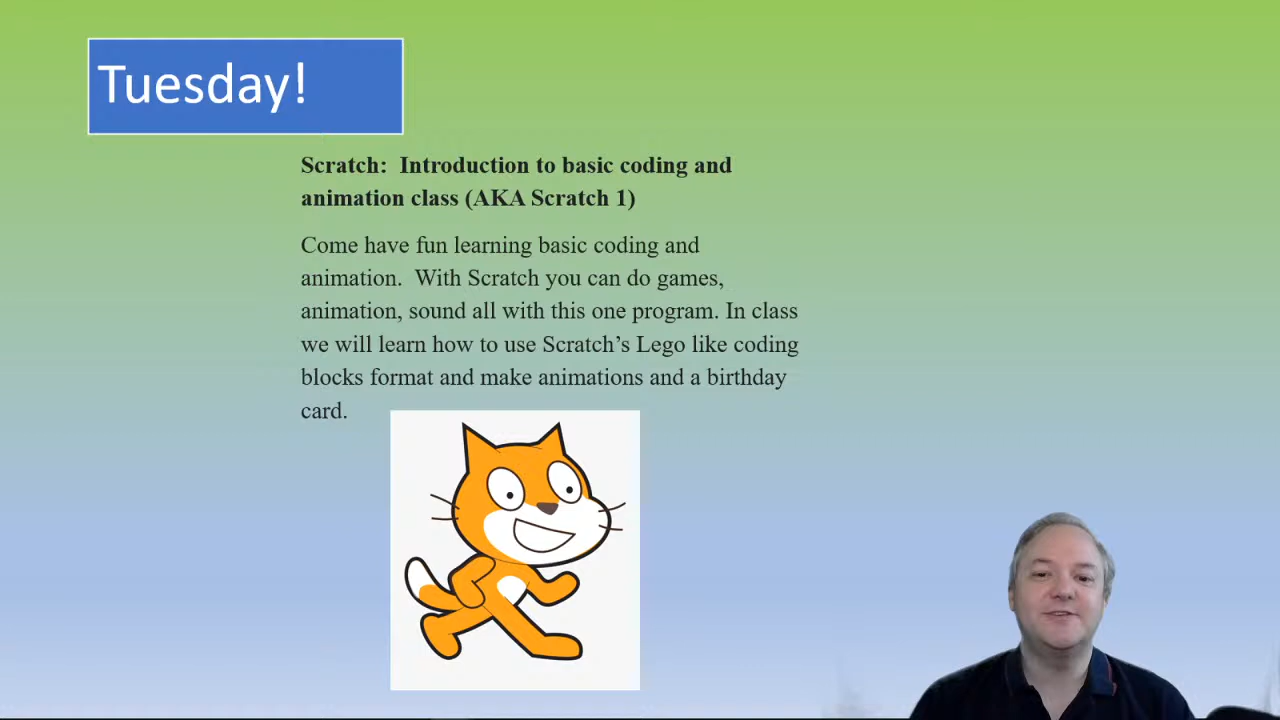 Tuesday!
Scratch:  Introduction to basic coding and
animation class (AKA Scratch 1)
Come have fun learning basic coding and
animation.  With Scratch you can do games,
animation, sound all with this one program. In class
we will learn how to use Scratch’s Lego like coding
blocks format and make animations and a birthday
card.